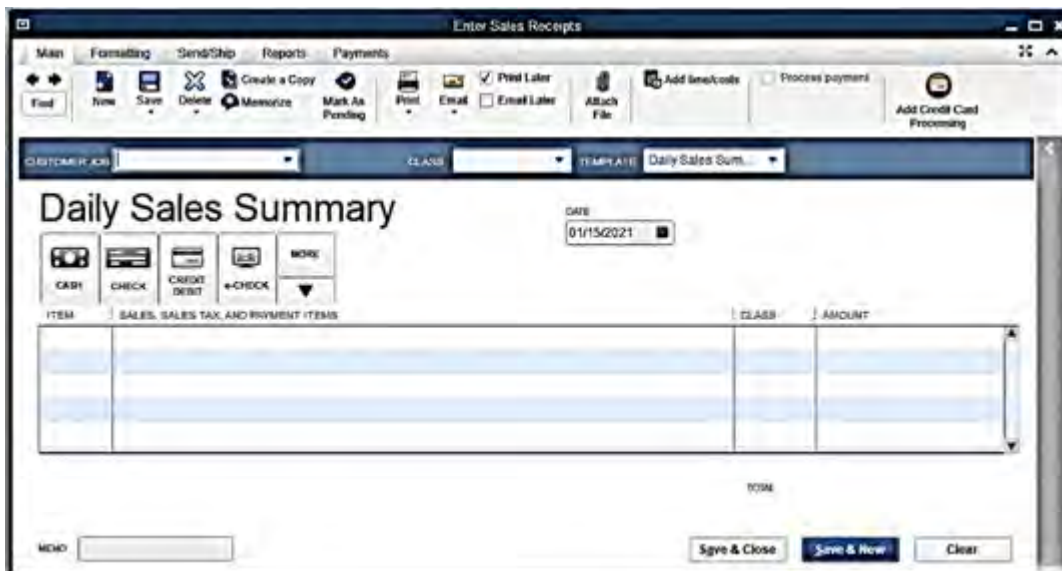 Enter Sales Receipts
Main Formatting Send/Ship Reports Payments
Find New Save Delete Create a Copy Memorize Mark As Pending Print Email Print Later Email Later Attach File Add time/costs Process payment Add Credit Card Processing
CUSTOMER:JOB CLASS TEMPLATE Daily Sales Sum...
Daily Sales Summary
DATE
01/15/2021
CASH CHECK CREDIT DEBIT e-CHECK MORE
ITEM SALES, SALES TAX, AND PAYMENT ITEMS CLASS AMOUNT
TOTAL
MEMO Save & Close Save & New Clear